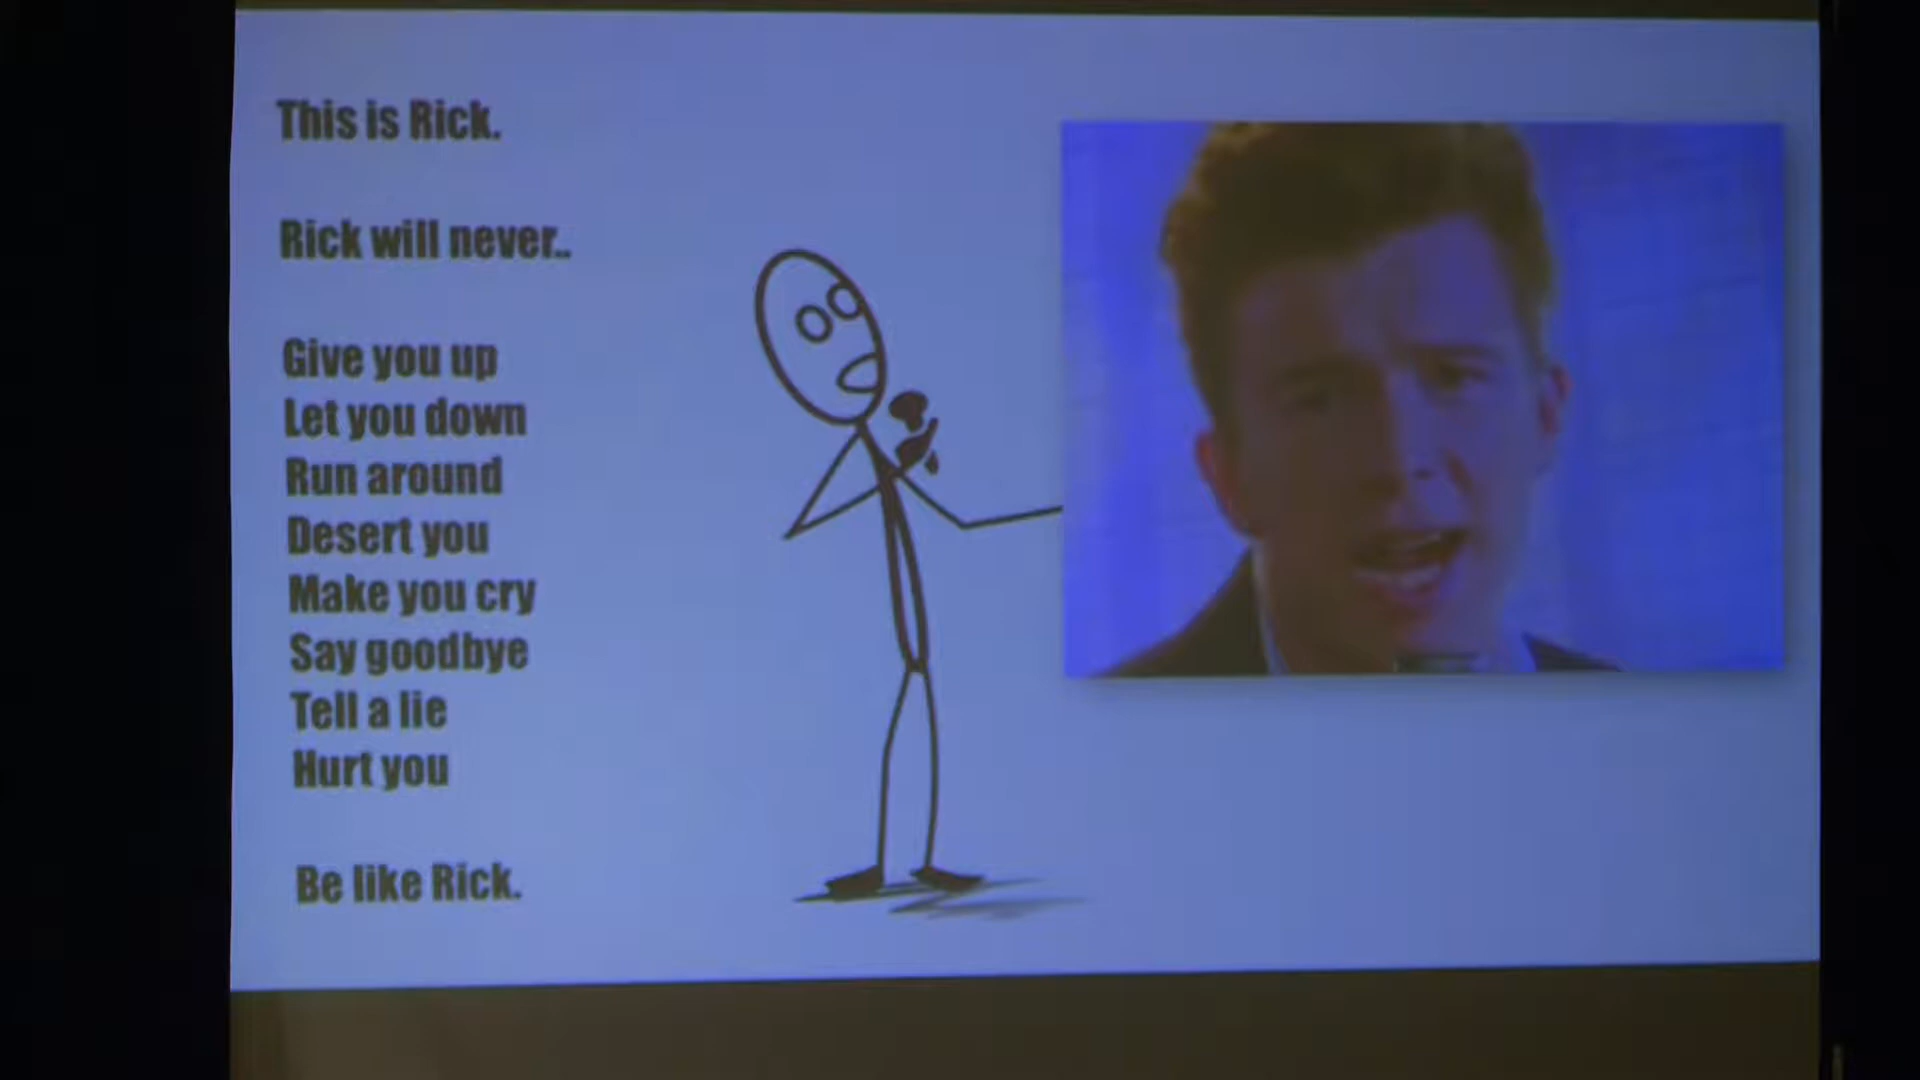 This is Rick.
Rick will never..
Give you up
Let you down
Run around
Desert you
Make you cry
Say goodbye
Tell a lie
Hurt you
Be like Rick.